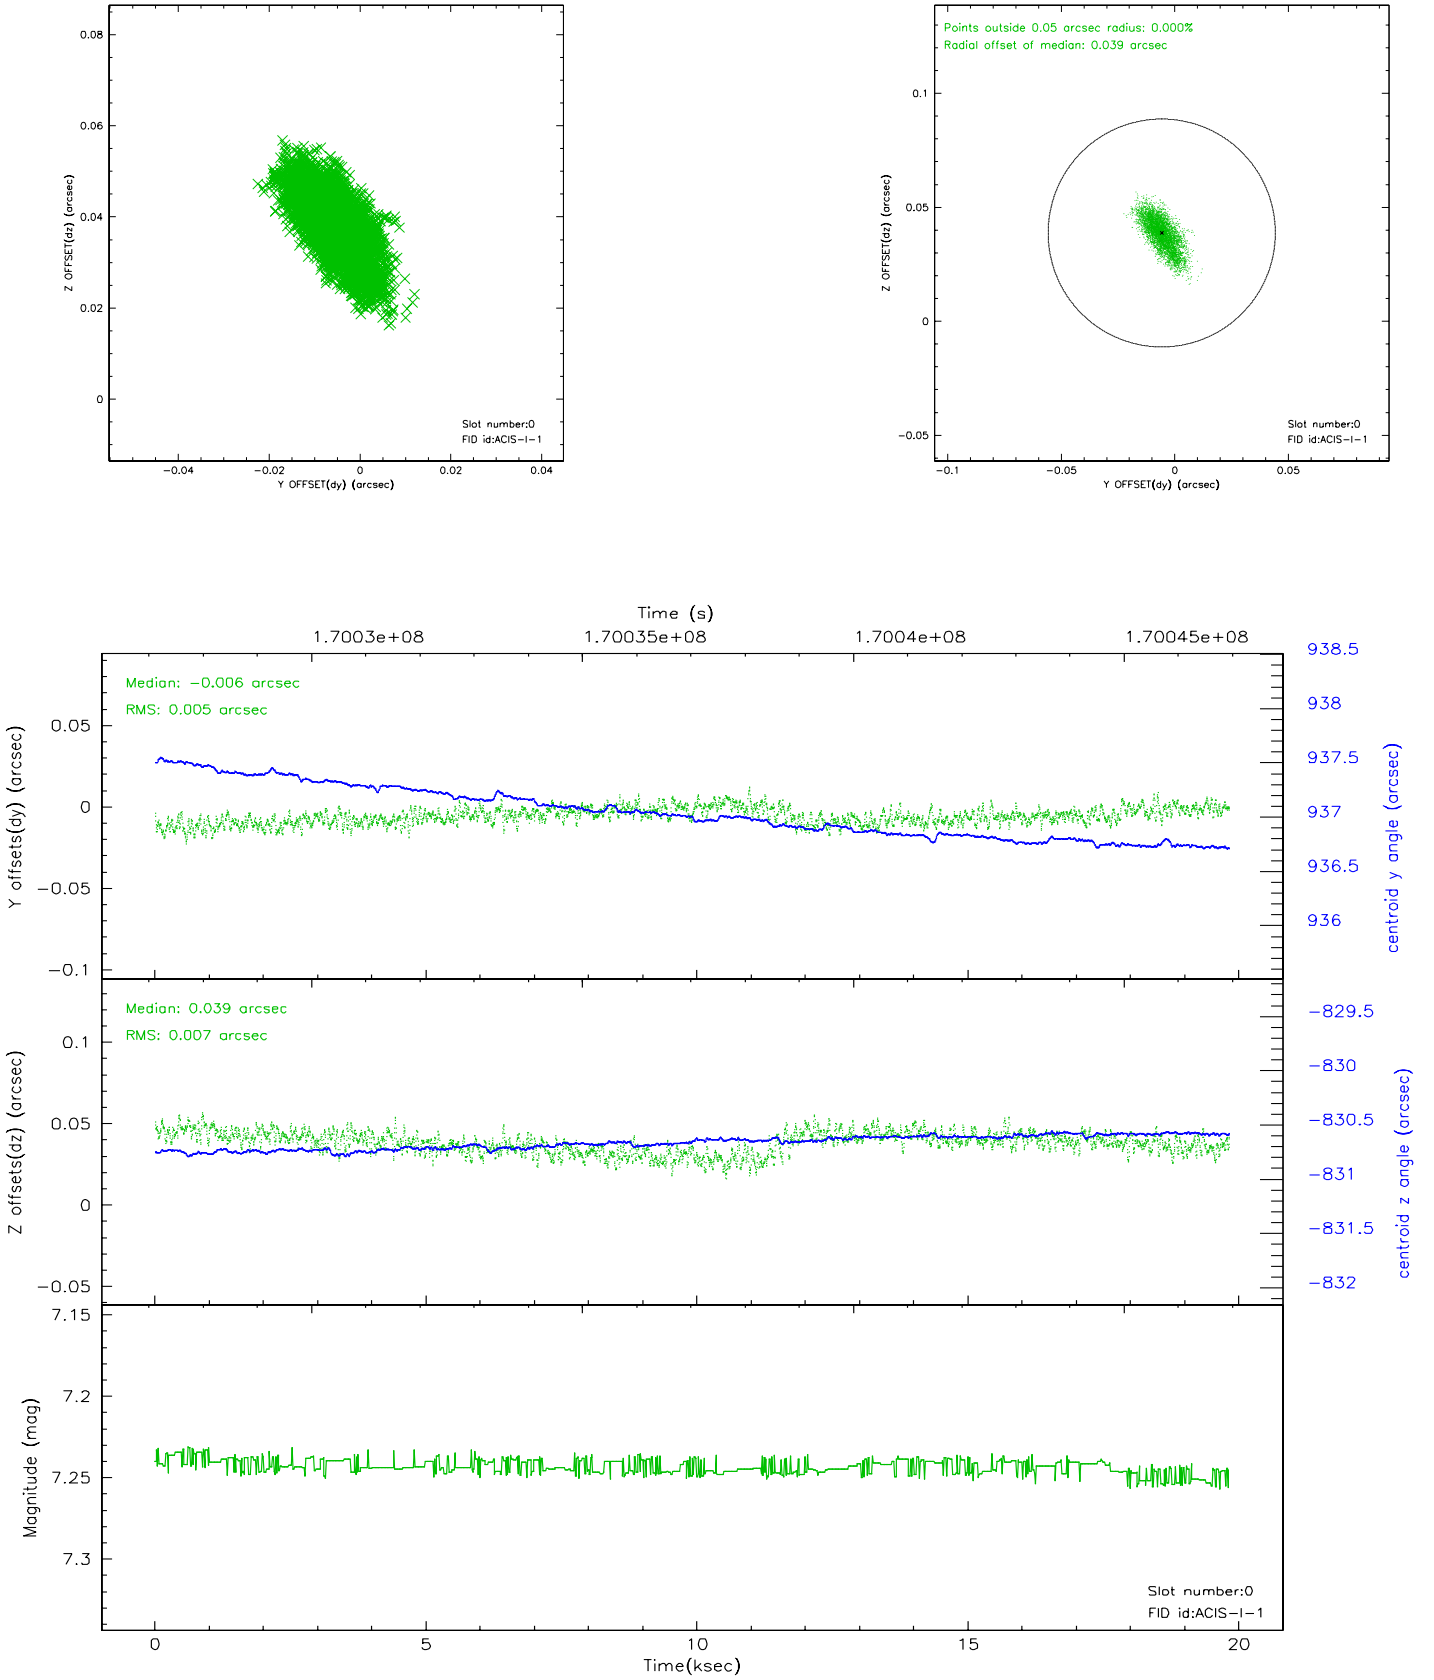 0.08
0.06
0.04
0.02
0
Z OFFSET(dz) (arcsec)
Slot number:0
FID id:ACIS-I-1
-0.04
-0.02
0
0.02
0.04
Y OFFSET(dy) (arcsec)
Points outside 0.05 arcsec radius: 0.000%
Radial offset of median: 0.039 arcsec
0.1
0.05
0
-0.05
Z OFFSET(dz) (arcsec)
Slot number:0
FID id:ACIS-I-1
-0.1
-0.05
0
0.05
Y OFFSET(dy) (arcsec)
Time (s)
1.7003e+08
1.70035e+08
1.7004e+08
1.70045e+08
Median: -0.006 arcsec
RMS: 0.005 arcsec
0.05
0
-0.05
-0.1
Y offsets(dy) (arcsec)
938.5
938
937.5
937
936.5
936
centroid y angle (arcsec)
Median: 0.039 arcsec
RMS: 0.007 arcsec
0.1
0.05
0
-0.05
Z offsets(dz) (arcsec)
-829.5
-830
-830.5
-831
-831.5
-832
centroid z angle (arcsec)
7.15
7.2
7.25
7.3
Magnitude (mag)
Slot number:0
FID id:ACIS-I-1
0
5
10
15
20
Time(ksec)